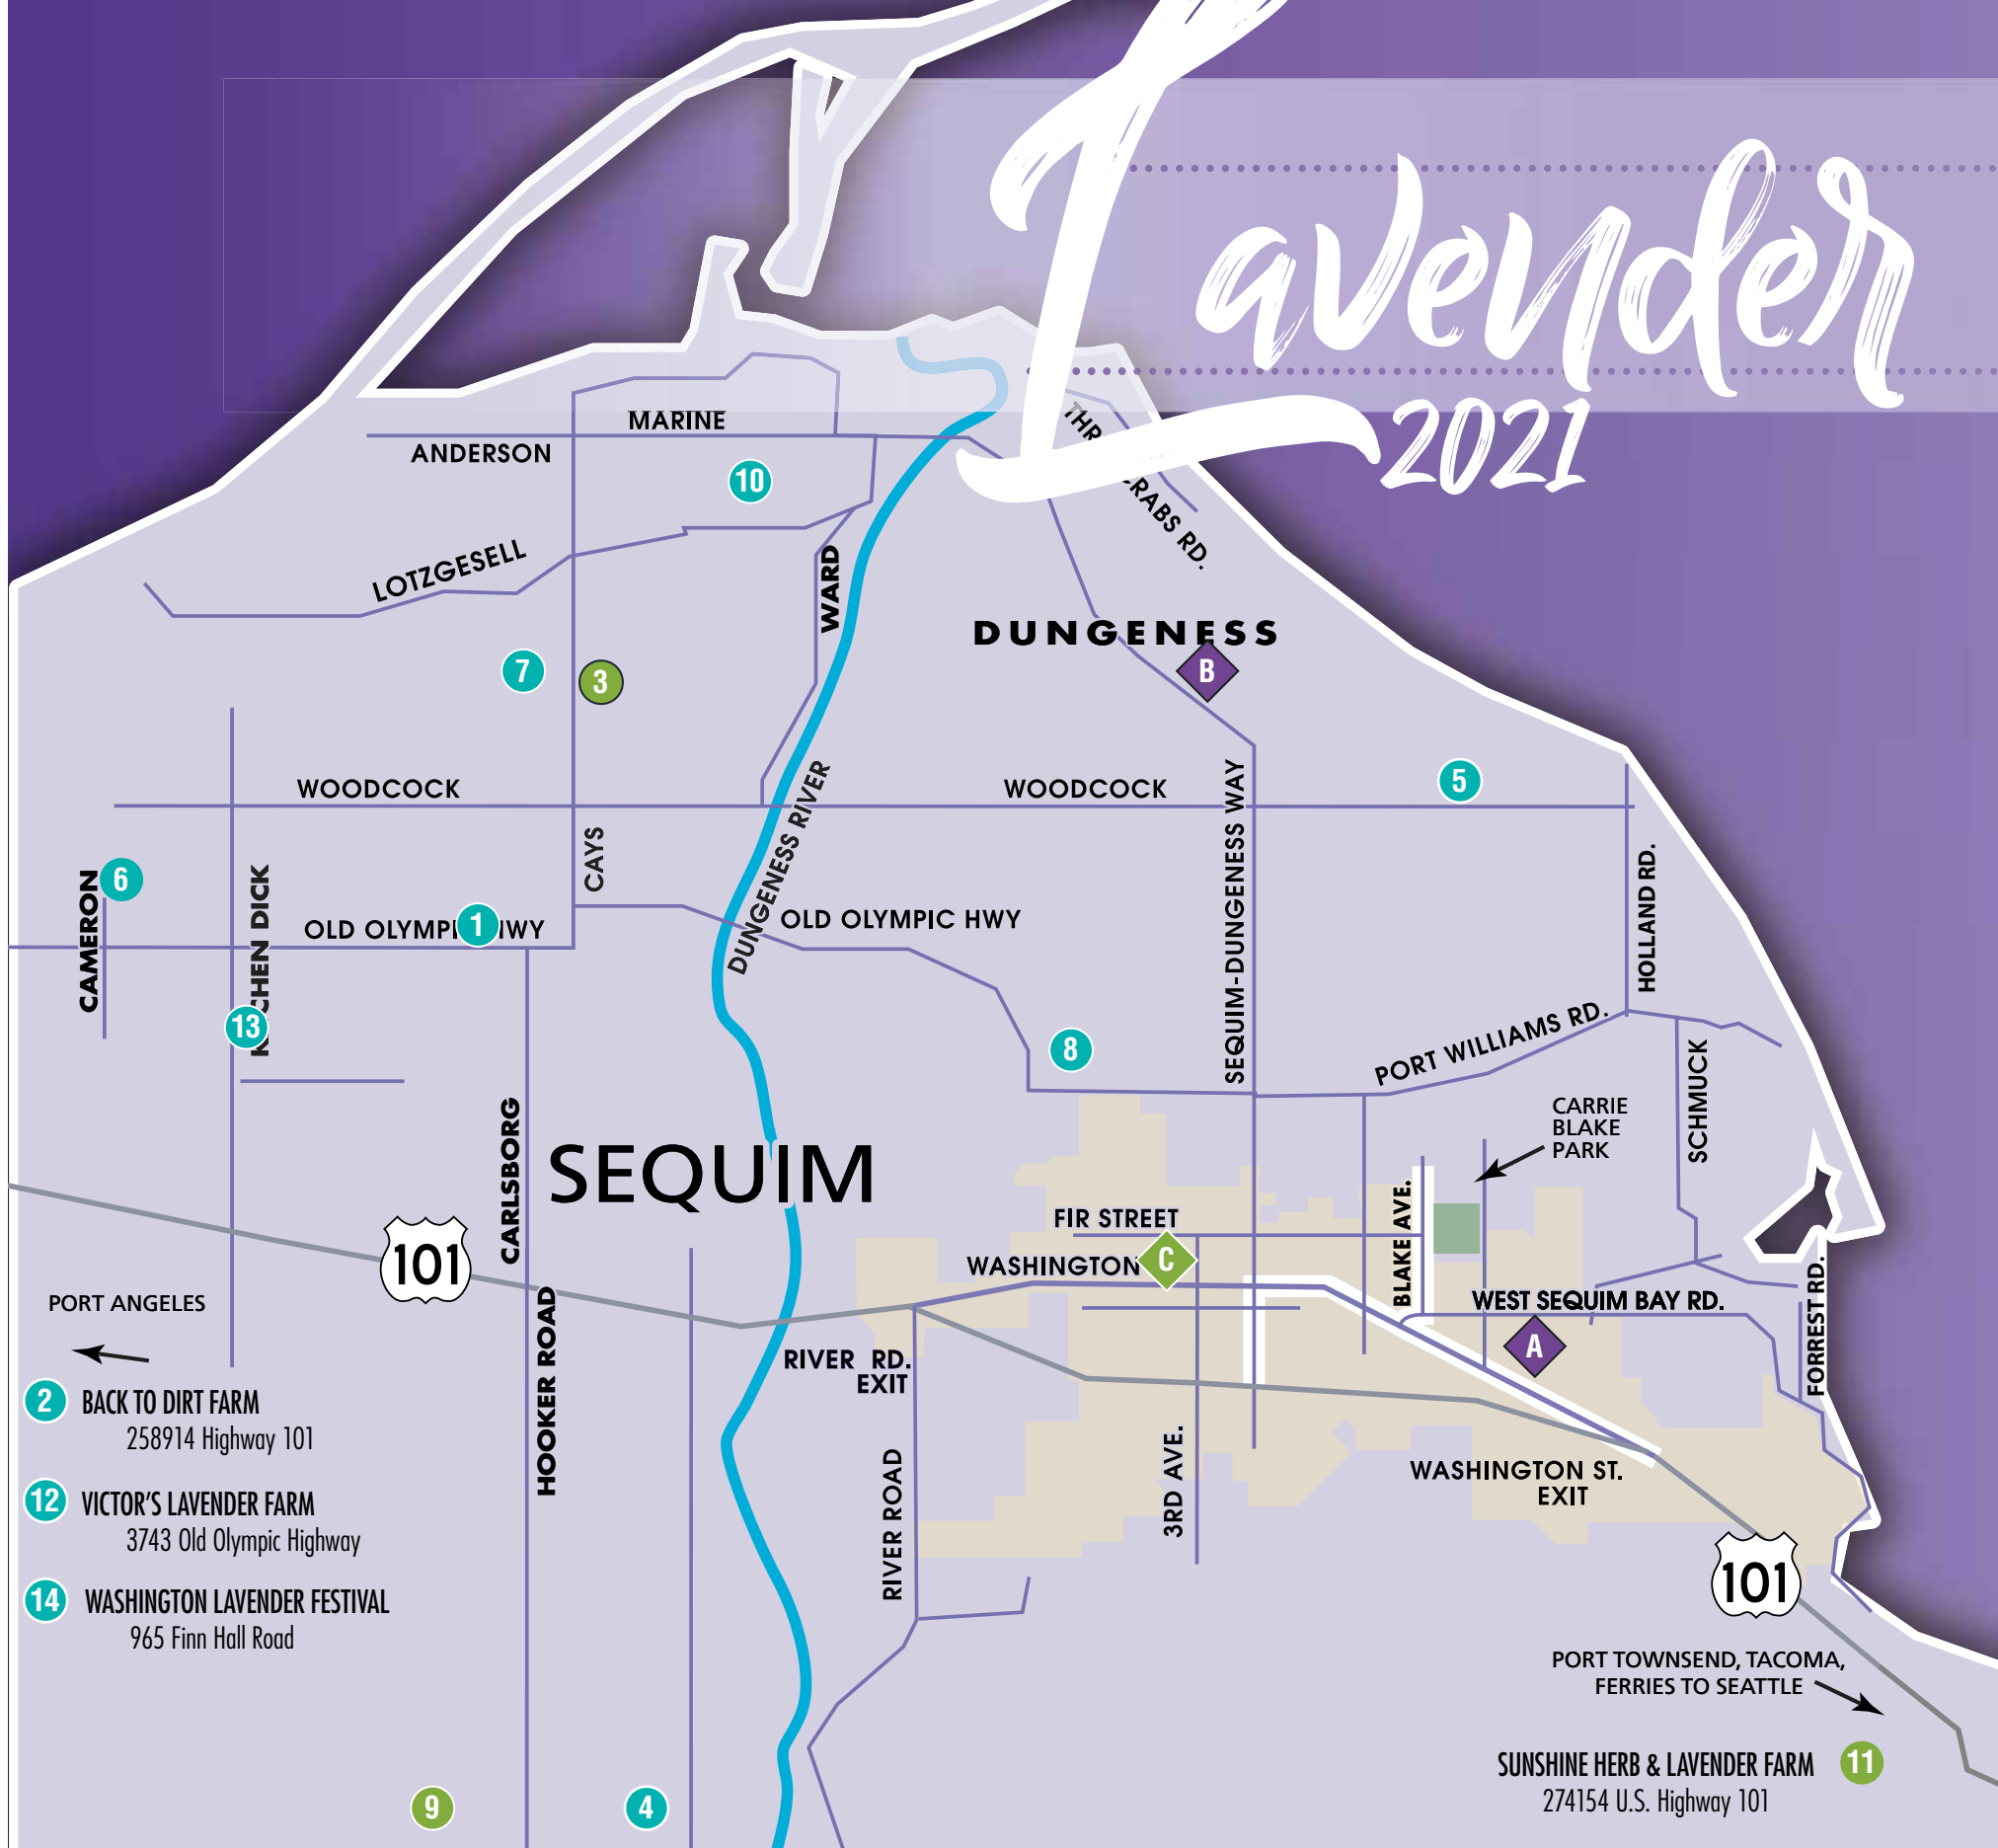 Lavender
2021
MARINE
ANDERSON
10
LOTZGESELL
WARD
CRABS RD.
DUNGENESS
7
3
B
WOODCOCK
WOODCOCK
5
DUNGENESS RIVER
SEQUIM-DUNGENESS WAY
CAYS
HOLLAND RD.
CAMERON
6
DICK
OLD OLYMPIC HWY
1
OLD OLYMPIC HWY
13
8
PORT WILLIAMS RD.
SCHMUCK
CARRIE
BLAKE
PARK
CARLSBORG
SEQUIM
FIR STREET
WASHINGTON
C
BLAKE AVE.
101
PORT ANGELES
HOOKER ROAD
WEST SEQUIM BAY RD.
A
FORREST RD.
RIVER RD.
EXIT
2 BACK TO DIRT FARM
258914 Highway 101
12 VICTOR'S LAVENDER FARM
3743 Old Olympic Highway
14 WASHINGTON LAVENDER FESTIVAL
965 Finn Hall Road
RIVER ROAD
3RD AVE.
WASHINGTON ST.
EXIT
101
PORT TOWNSEND, TACOMA,
FERRIES TO SEATTLE
SUNSHINE HERB & LAVENDER FARM 11
274154 U.S. Highway 101
9
4